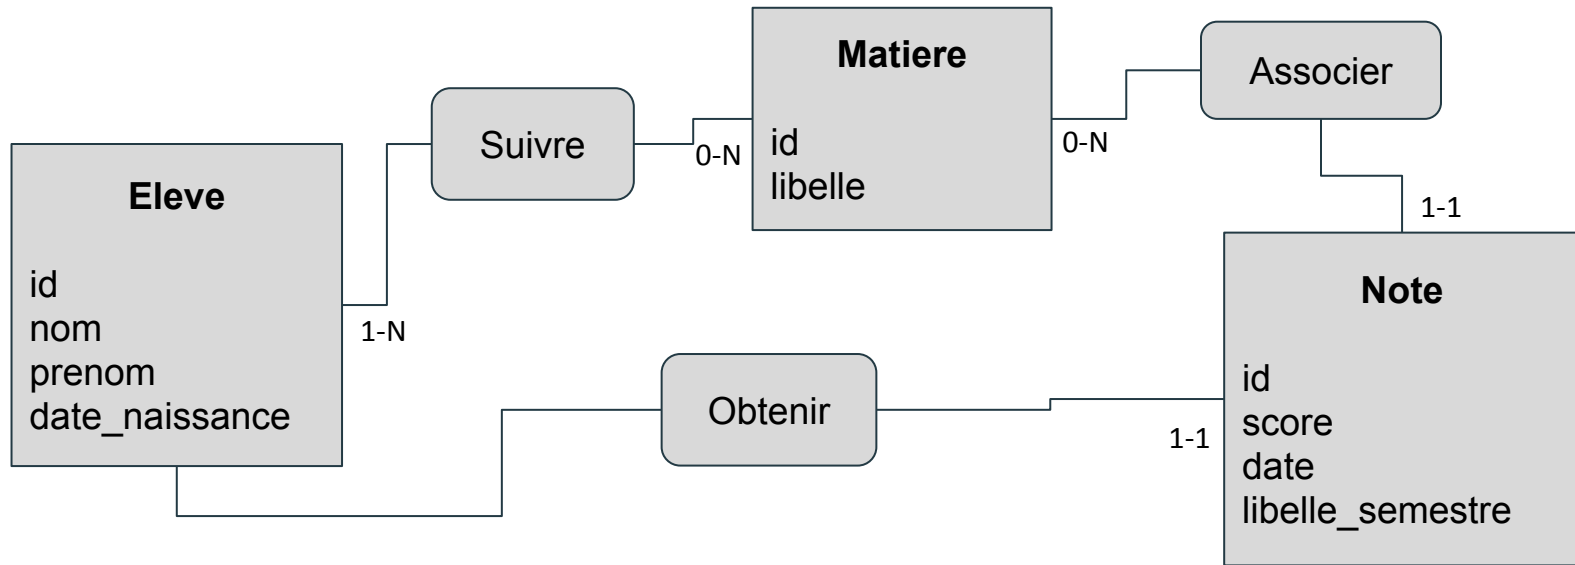 Matiere
id
libelle
Associer
Suivre
0-N
0-N
Eleve
id
nom
prenom
date_naissance
1-N
1-1
Note
id
score
date
libelle_semestre
Obtenir
1-1